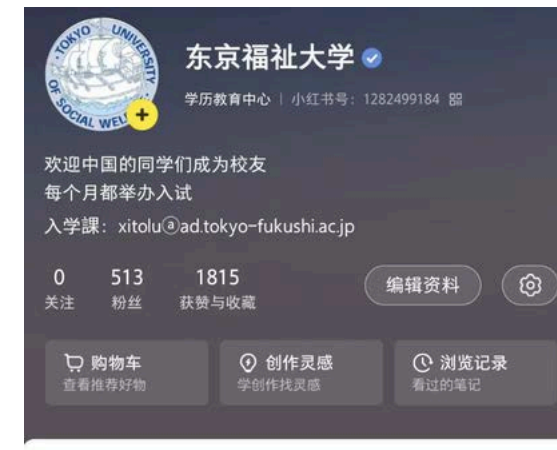 TOKYO UNIVERSITY OF SOCIAL WEL
东京福祉大学
学历教育中心 | 小红书号：1282499184
欢迎中国的同学们成为校友
每个月都举办入试
入学課：xitoluⓐad.tokyo-fukushi.ac.jp
0 513 1815
关注 粉丝 获赞与收藏
编辑资料
购物车 创作灵感 浏览记录
查看推荐好物 学创作找灵感 看过的笔记